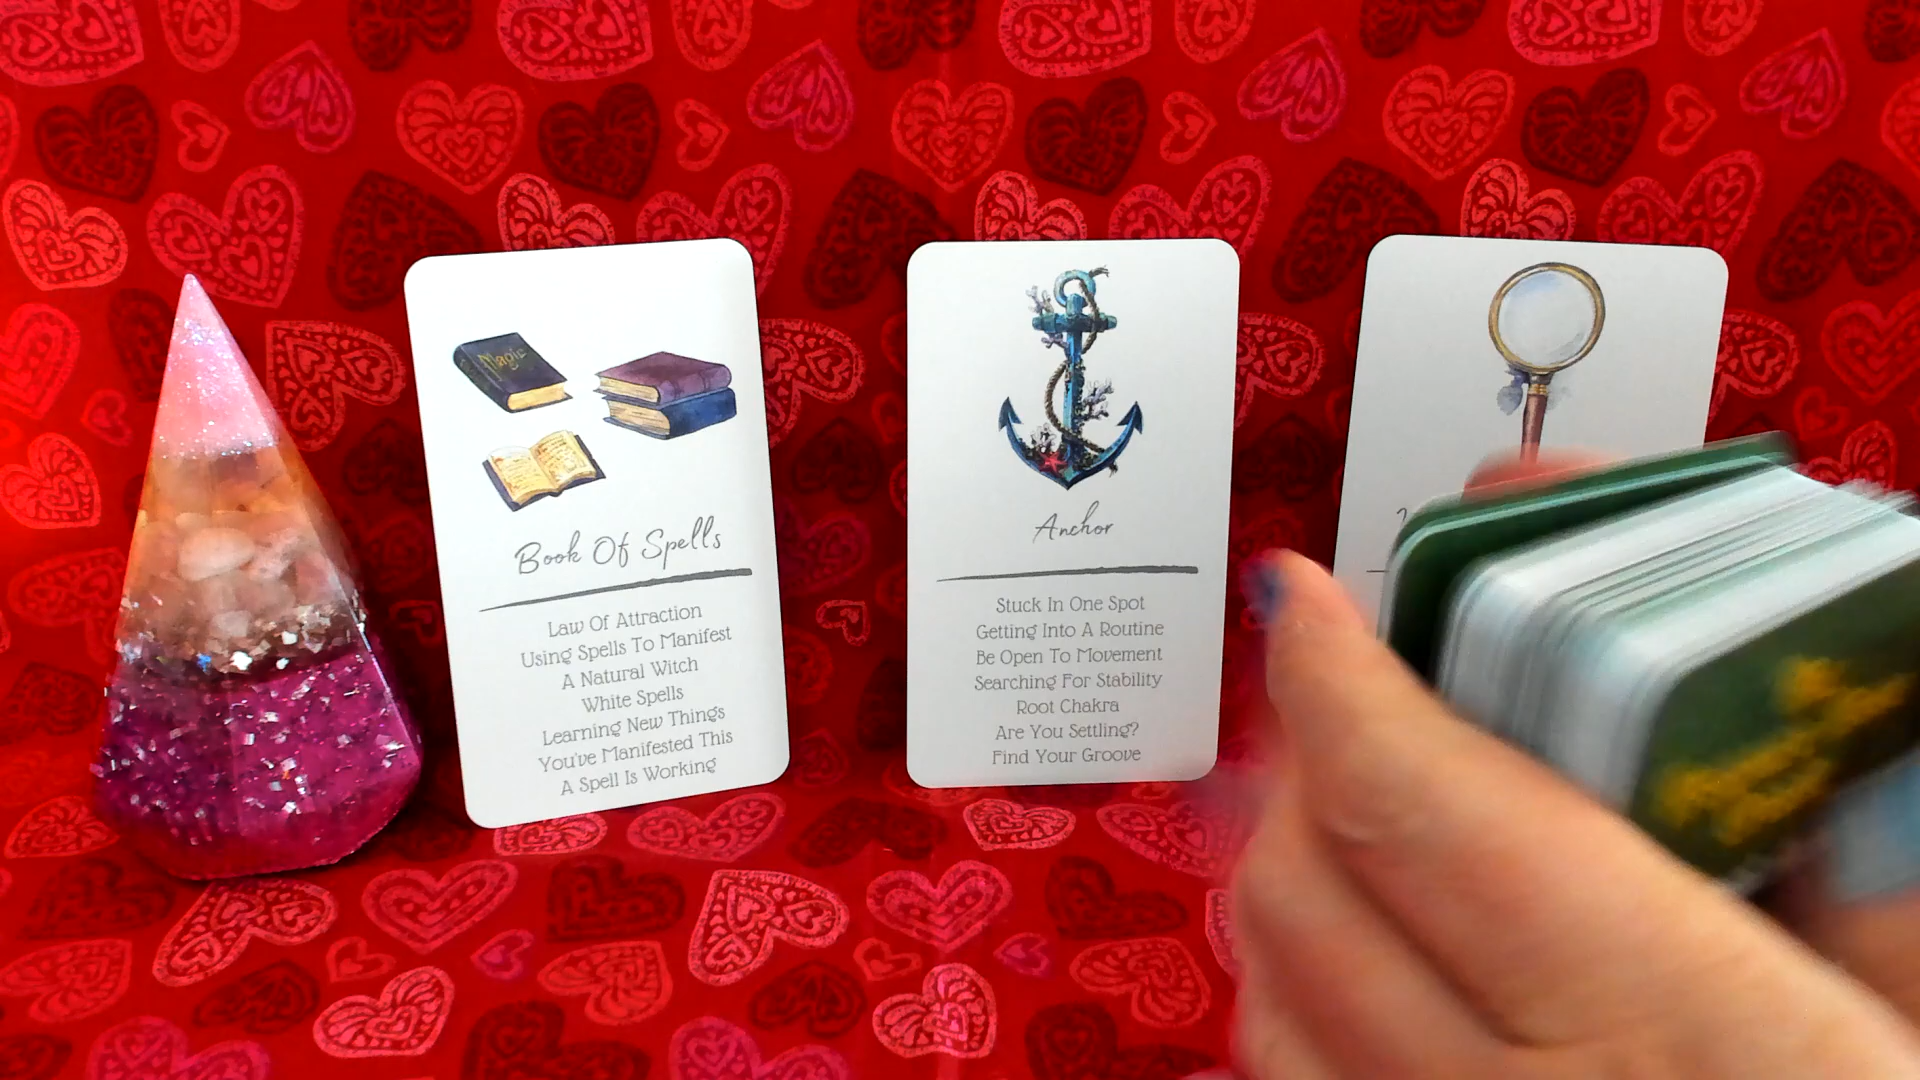 Magic
Book Of Spells
Law Of Attraction
Using Spells To Manifest
A Natural Witch
White Spells
Learning New Things
You've Manifested This
A Spell Is Working
Anchor
Stuck In One Spot
Getting Into A Routine
Be Open To Movement
Searching For Stability
Root Chakra
Are You Settling?
Find Your Groove